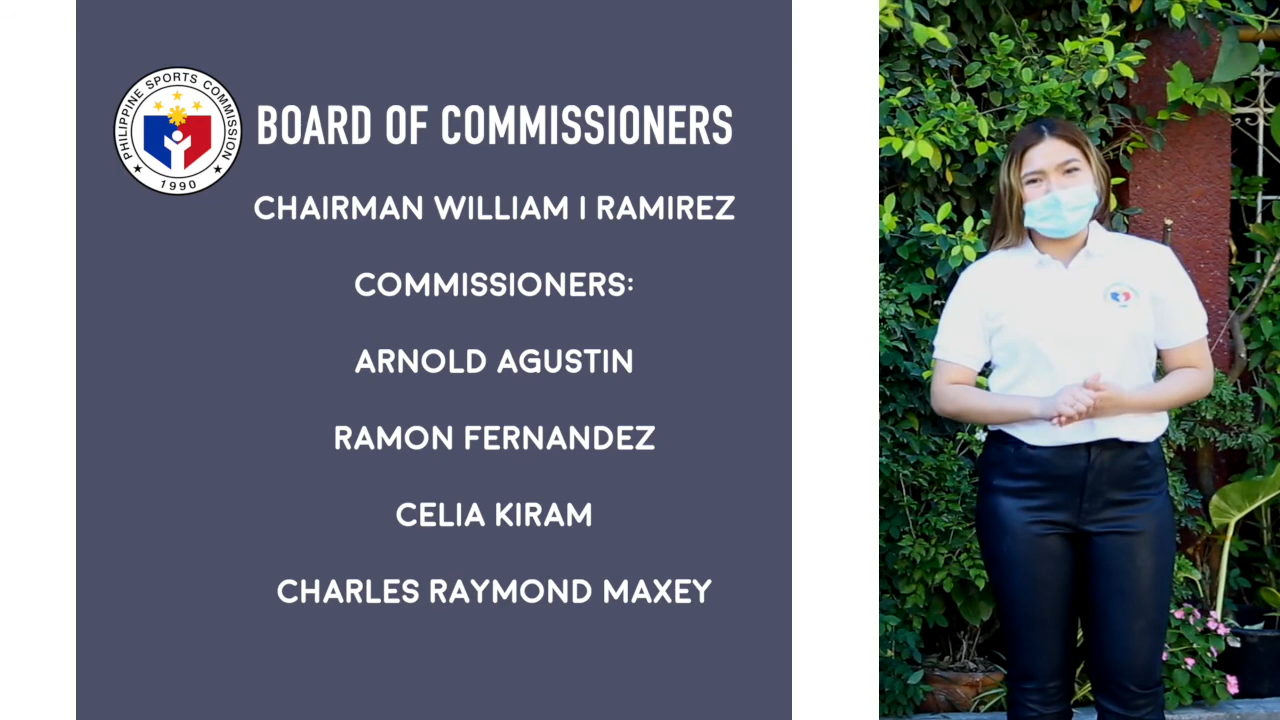 PHILIPPINE SPORTS COMMISSION
1990
BOARD OF COMMISSIONERS
CHAIRMAN WILLIAM I RAMIREZ
COMMISSIONERS:
ARNOLD AGUSTIN
RAMON FERNANDEZ
CELIA KIRAM
CHARLES RAYMOND MAXEY